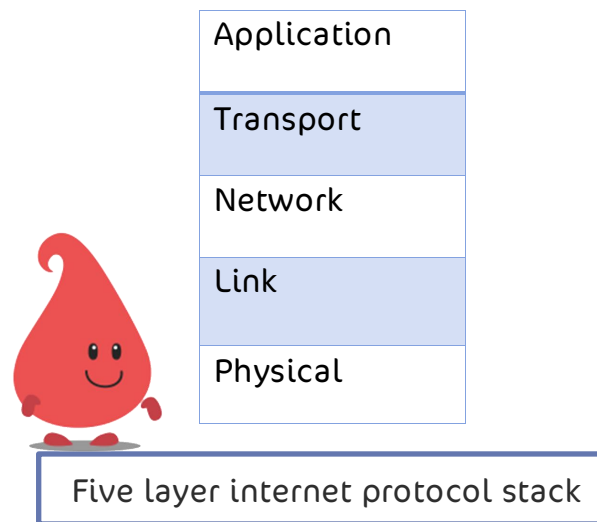 Application
Transport
Network
Link
Physical
Five layer internet protocol stack